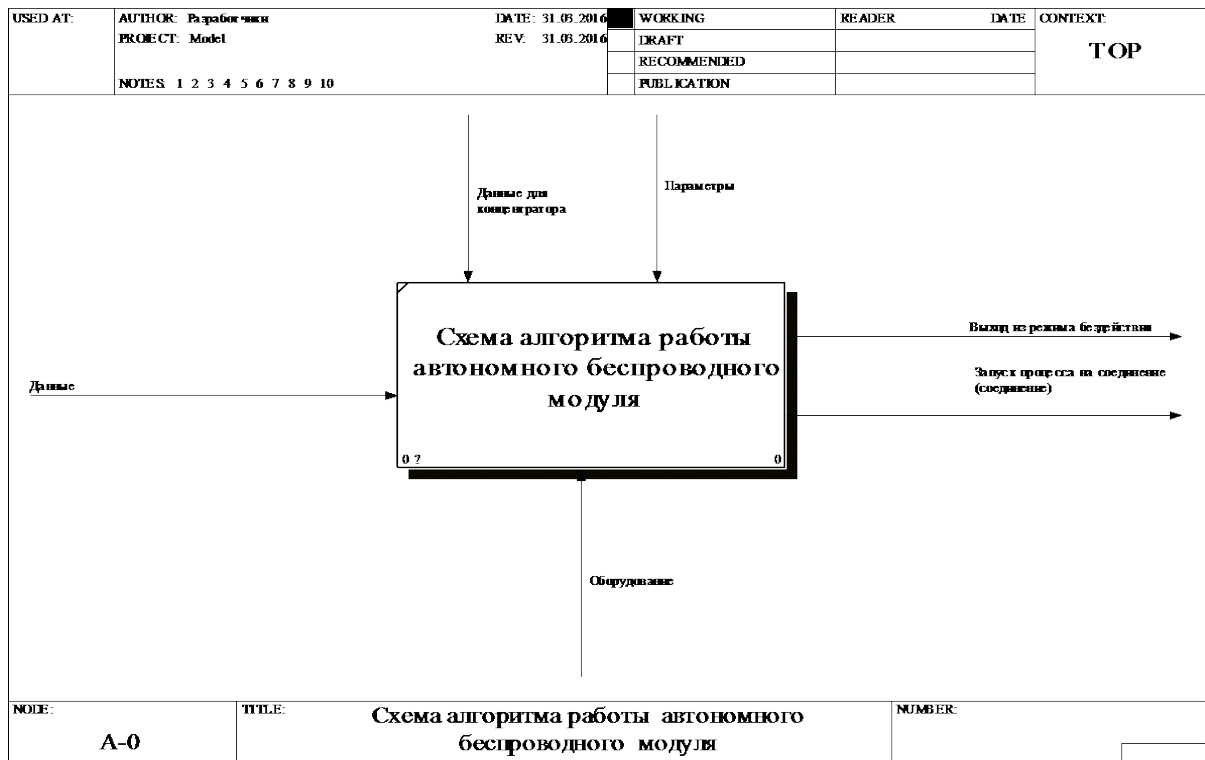 USED AT:
AUTHOR: Разработчики
DATE: 31.03.2016
WORKING
READER
DATE
CONTEXT:
PROJECT: Model
REV: 31.03.2016
DRAFT
TOP
RECOMMENDED
NOTES: 1 2 3 4 5 6 7 8 9 10
PUBLICATION
Данные для
концентратора
Параметры
Схема алгоритма работы
автономного беспроводного
модуля
0 ?
0
Данные
Выход из режима бездействия
Запуск процесса на соединение
(соединение)
Оборудование
NODE:
A-0
TITLE:
Схема алгоритма работы автономного
беспроводного модуля
NUMBER: